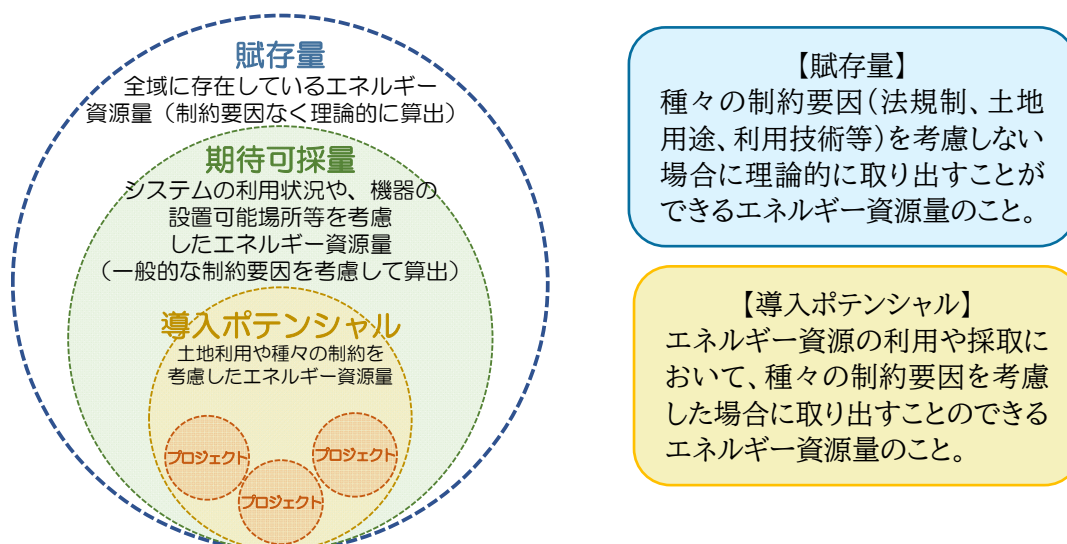 賦存量
全域に存在しているエネルギー
資源量（制約要因なく理論的に算出）
期待可採量
システムの利用状況や、機器の
設置可能場所等を考慮
したエネルギー資源量
（一般的な制約要因を考慮して算出）
導入ポテンシャル
土地利用や種々の制約を
考慮したエネルギー資源量
プロジェクト
プロジェクト
プロジェクト
【賦存量】
種々の制約要因（法規制、土地
用途、利用技術等）を考慮しない
場合に理論的に取り出すことが
できるエネルギー資源量のこと。
【導入ポテンシャル】
エネルギー資源の利用や採取に
おいて、種々の制約要因を考慮
した場合に取り出すことのできる
エネルギー資源量のこと。